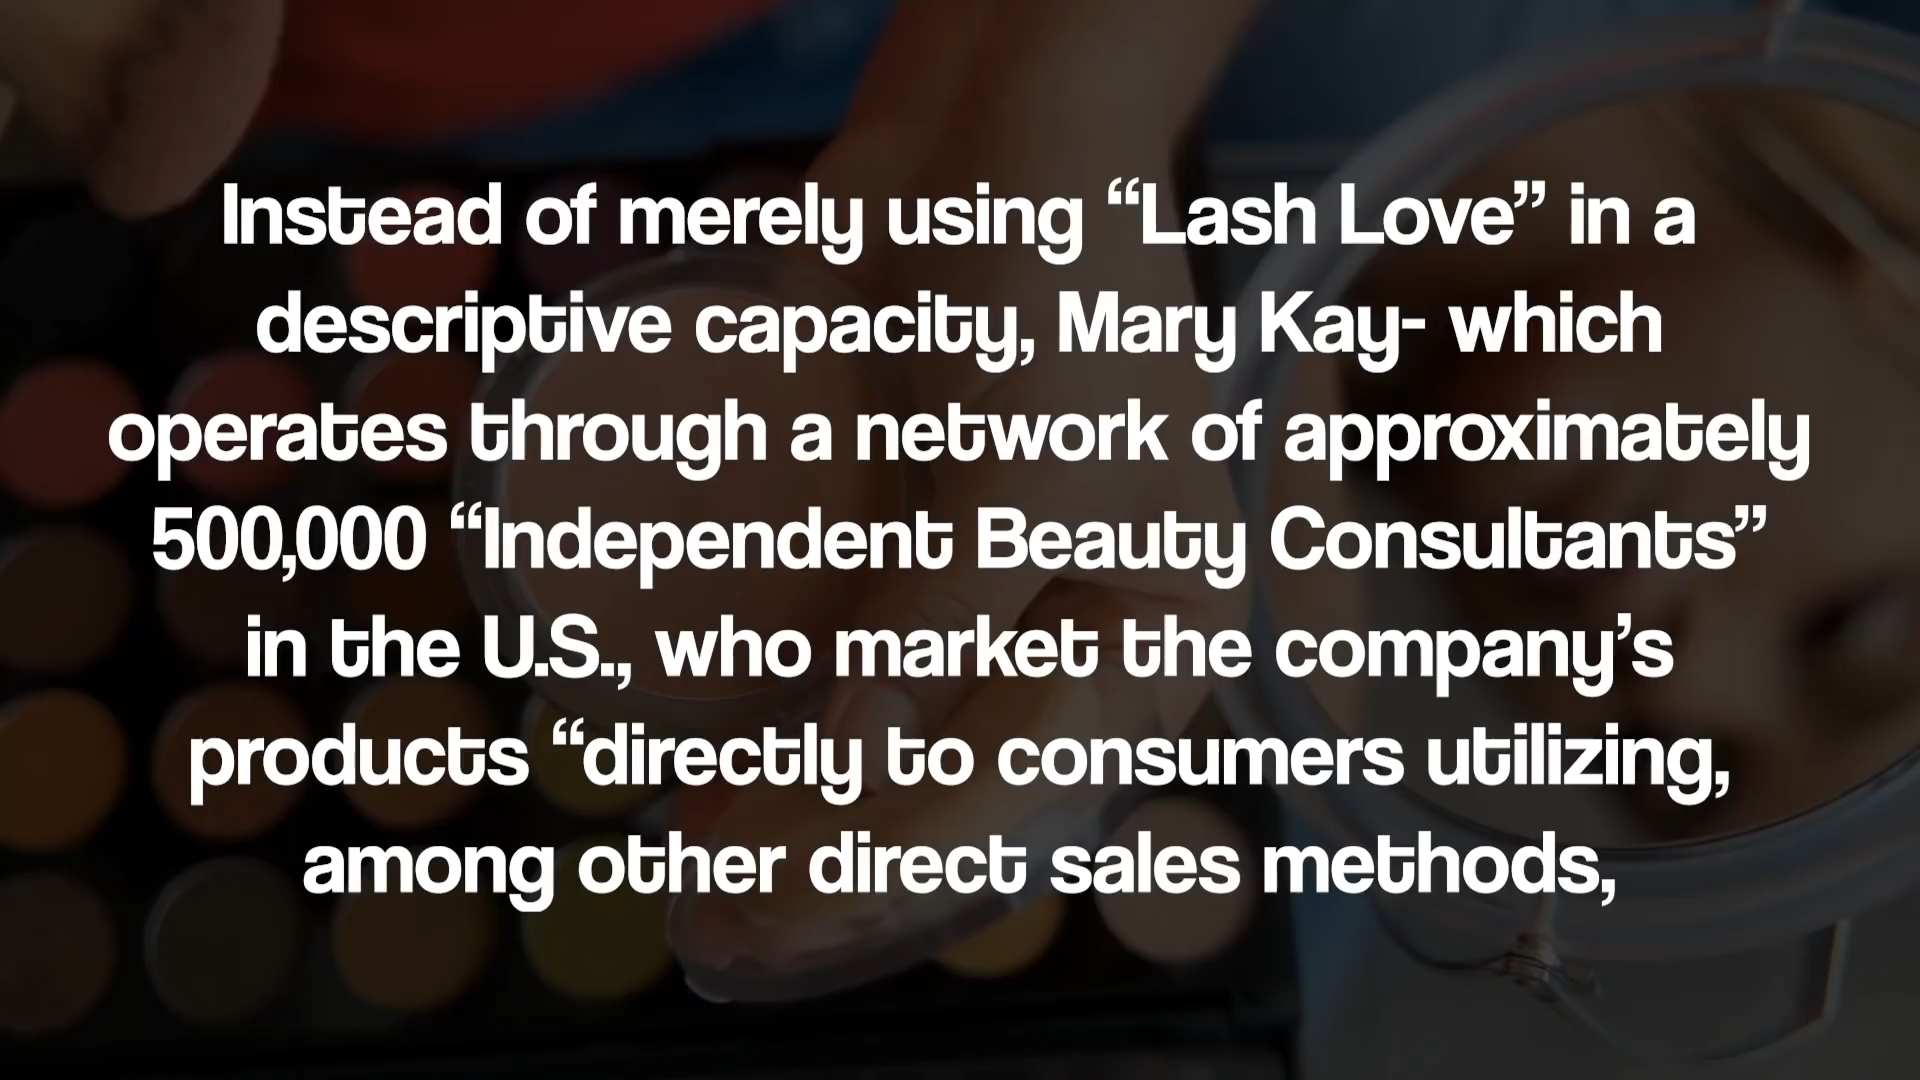 Instead of merely using “Lash Love” in a
descriptive capacity, Mary Kay- which
operates through a network of approximately
500,000 “Independent Beauty Consultants”
in the U.S., who market the company’s
products “directly to consumers utilizing,
among other direct sales methods,